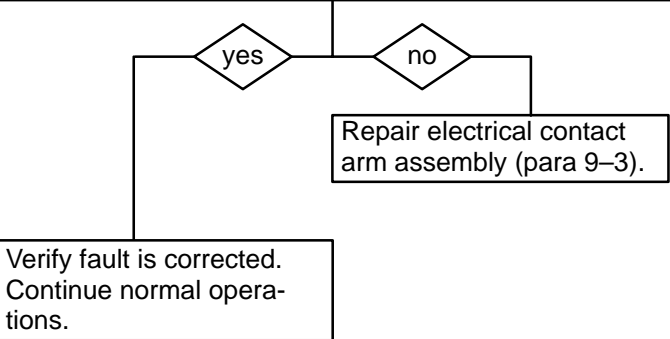 yes
no
Repair electrical contact
arm assembly (para 9–3).
Verify fault is corrected.
Continue normal opera-
tions.